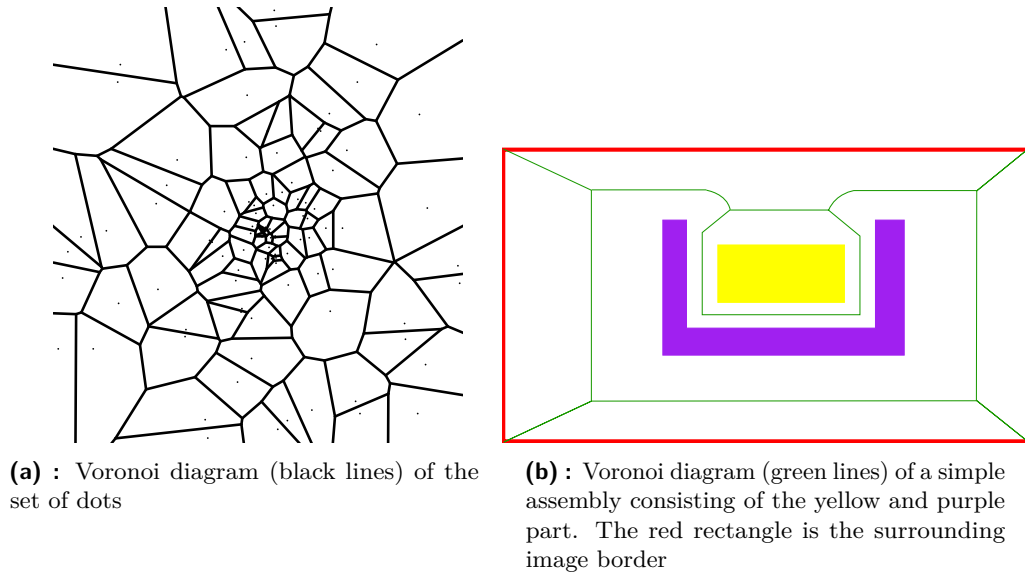 (a) : Voronoi diagram (black lines) of the
set of dots
(b) : Voronoi diagram (green lines) of a simple
assembly consisting of the yellow and purple
part. The red rectangle is the surrounding
image border